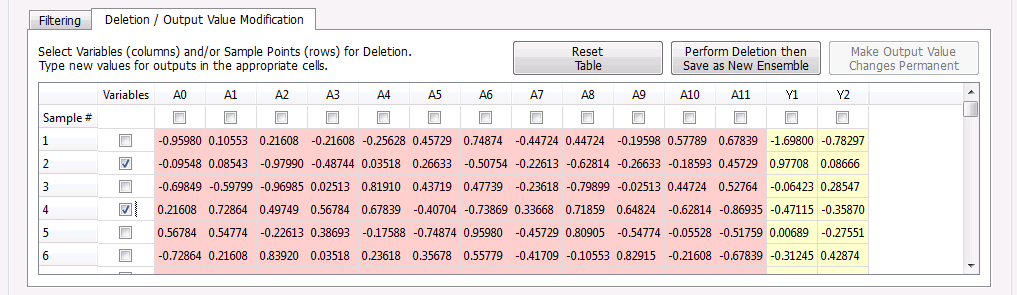 Filtering Deletion / Output Value Modification
Select Variables (columns) and/or Sample Points (rows) for Deletion.
Type new values for outputs in the appropriate cells.
Reset
Table
Perform Deletion then
Save as New Ensemble
Make Output Value
Changes Permanent
Variables A0 A1 A2 A3 A4 A5 A6 A7 A8 A9 A10 A11 Y1 Y2
Sample #
1 -0.95980 0.10553 0.21608 -0.21608 -0.25628 0.45729 0.74874 -0.44724 0.44724 -0.19598 0.57789 0.67839 -1.69800 -0.78297
2 -0.09548 0.08543 -0.97990 -0.48744 0.03518 0.26633 -0.50754 -0.22613 -0.62814 -0.26633 -0.18593 0.45729 0.97708 0.08666
3 -0.69849 -0.59799 -0.96985 0.02513 0.81910 0.43719 0.47739 -0.23618 -0.79899 -0.02513 0.44724 0.52764 -0.06423 0.28547
4 0.21608 0.72864 0.49749 0.56784 0.67839 -0.40704 -0.73869 0.33668 0.71859 0.64824 -0.62814 -0.86935 -0.47115 -0.35870
5 0.56784 0.54774 -0.22613 0.38693 -0.17588 -0.74874 0.95980 -0.45729 0.80905 -0.54774 -0.05528 -0.51759 0.00689 -0.27551
6 -0.72864 0.21608 0.83920 0.03518 0.23618 0.35678 0.55779 -0.41709 -0.10553 0.82915 -0.21608 -0.67839 -0.31245 0.42874